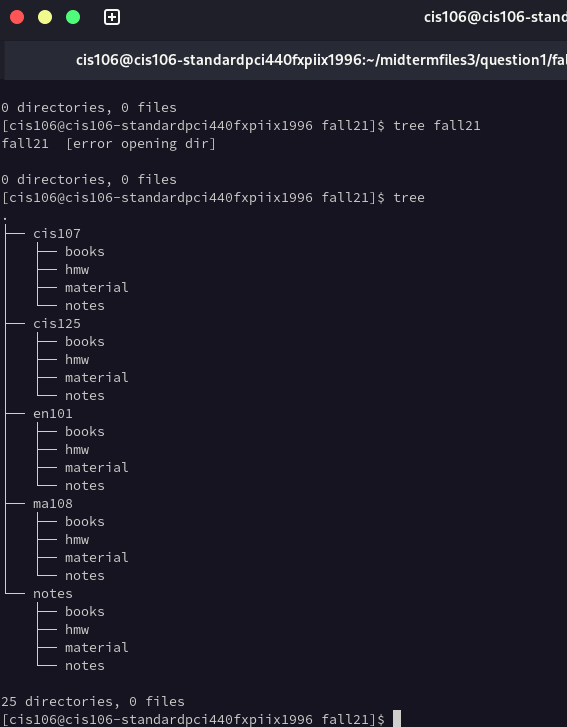 cis106@cis106-stand
cis106@cis106-standardpci440fxpiix1996:~/midtermfiles3/question1/fal
0 directories, 0 files
[cis106@cis106-standardpci440fxpiix1996 fall21]$ tree fall21
fall21  [error opening dir]
0 directories, 0 files
[cis106@cis106-standardpci440fxpiix1996 fall21]$ tree
.
├── cis107
│   ├── books
│   ├── hmw
│   ├── material
│   └── notes
├── cis125
│   ├── books
│   ├── hmw
│   ├── material
│   └── notes
├── en101
│   ├── books
│   ├── hmw
│   ├── material
│   └── notes
├── ma108
│   ├── books
│   ├── hmw
│   ├── material
│   └── notes
└── notes
    ├── books
    ├── hmw
    ├── material
    └── notes
25 directories, 0 files
[cis106@cis106-standardpci440fxpiix1996 fall21]$